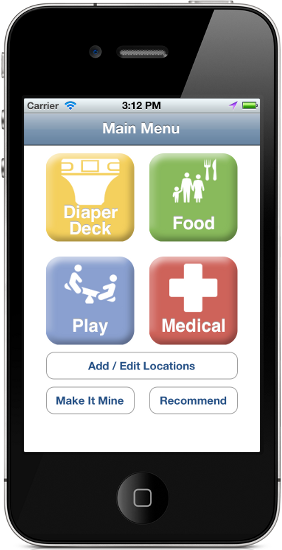 Carrier 3:12 PM
Main Menu
Diaper
Deck
Food
Play
Medical
Add / Edit Locations
Make It Mine
Recommend